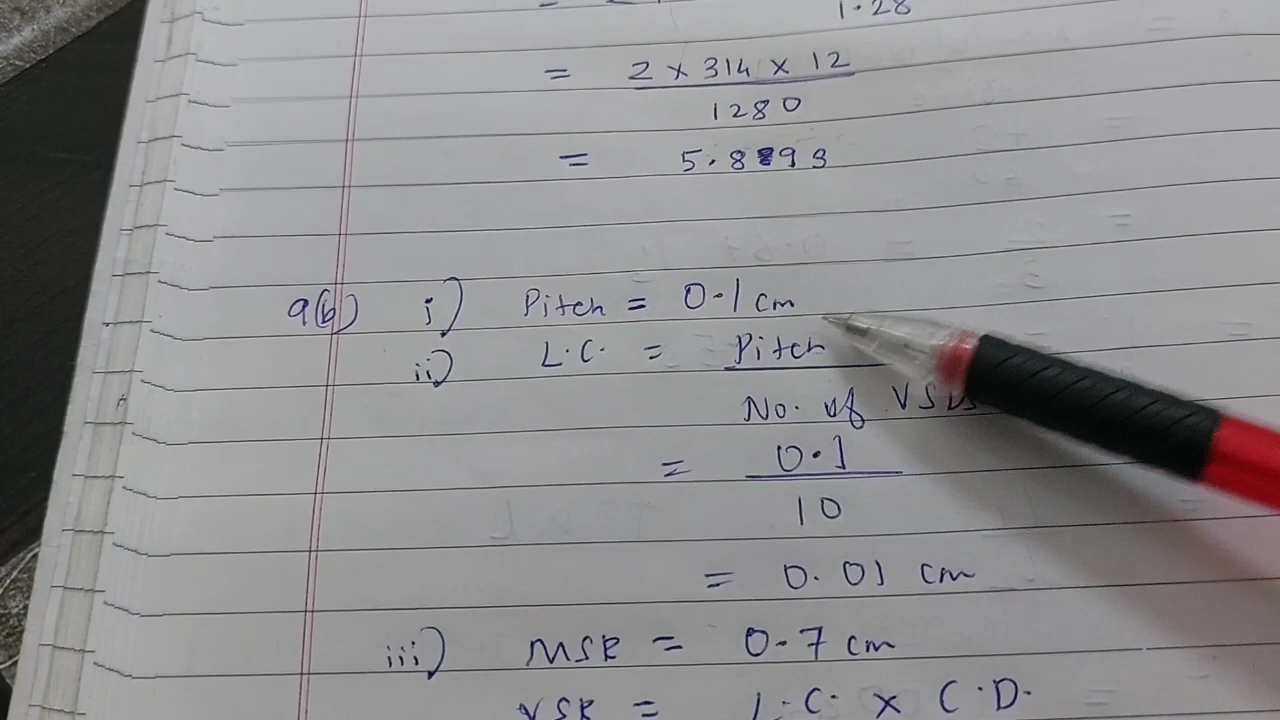 1.28
= 2 x 314 x 12
1280
= 5.8893
9(b) i) Pitch = 0.1 cm
ii) L.C. = Pitch
No. of VSDs
= 0.1
10
= 0.01 cm
iii) MSR = 0.7 cm
VSR = L.C. x C.D.